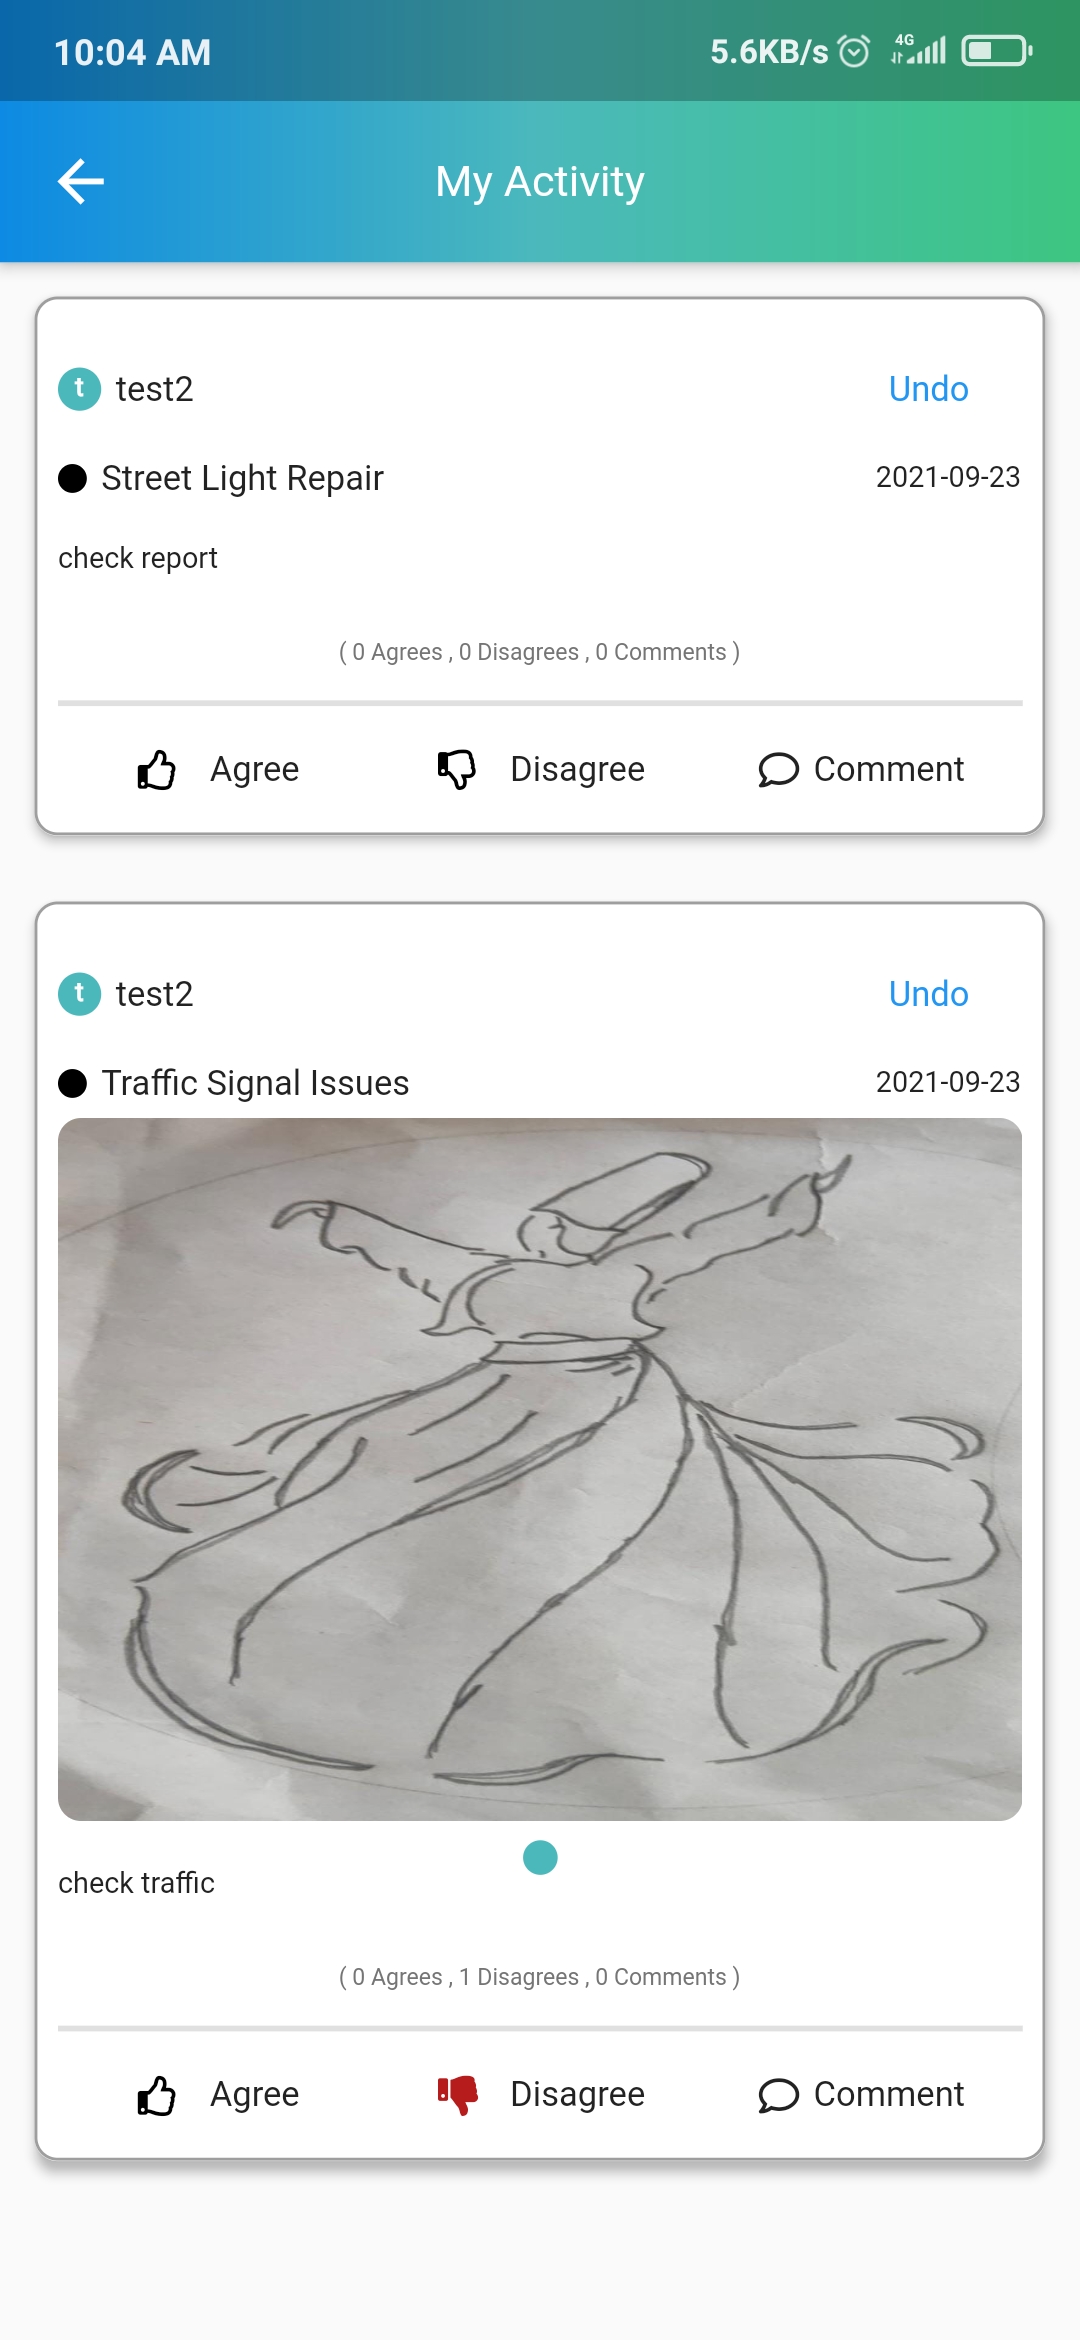 10:04 AM 5.6KB/s 4G
My Activity
t test2 Undo
Street Light Repair 2021-09-23
check report
( 0 Agrees , 0 Disagrees , 0 Comments )
Agree Disagree Comment
t test2 Undo
Traffic Signal Issues 2021-09-23
check traffic
( 0 Agrees , 1 Disagrees , 0 Comments )
Agree Disagree Comment